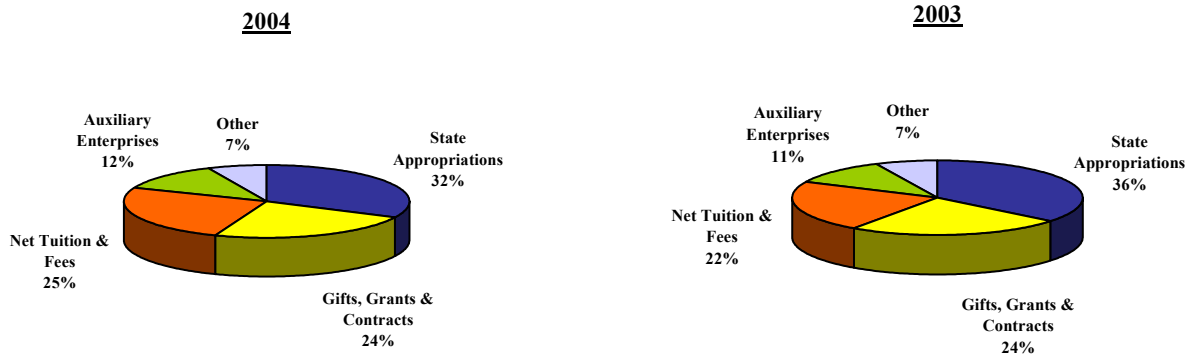 2004
Auxiliary
Enterprises
12%
Other
7%
State
Appropriations
32%
Net Tuition &
Fees
25%
Gifts, Grants &
Contracts
24%
2003
Auxiliary
Enterprises
11%
Other
7%
State
Appropriations
36%
Net Tuition &
Fees
22%
Gifts, Grants &
Contracts
24%